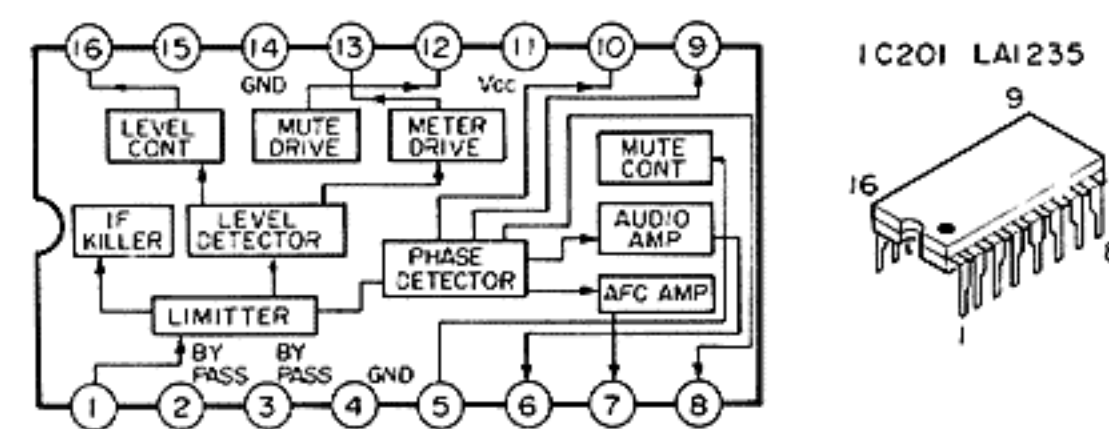 16 15 14 13 12 11 10 9
GND
Vcc
LEVEL
CONT
MUTE
DRIVE
METER
DRIVE
MUTE
CONT
IF
KILLER
LEVEL
DETECTOR
AUDIO
AMP
PHASE
DETECTOR
AFC AMP
LIMITTER
BY
PASS
BY
PASS
GND
1 2 3 4 5 6 7 8
IC201 LA1235
9
16
8
1